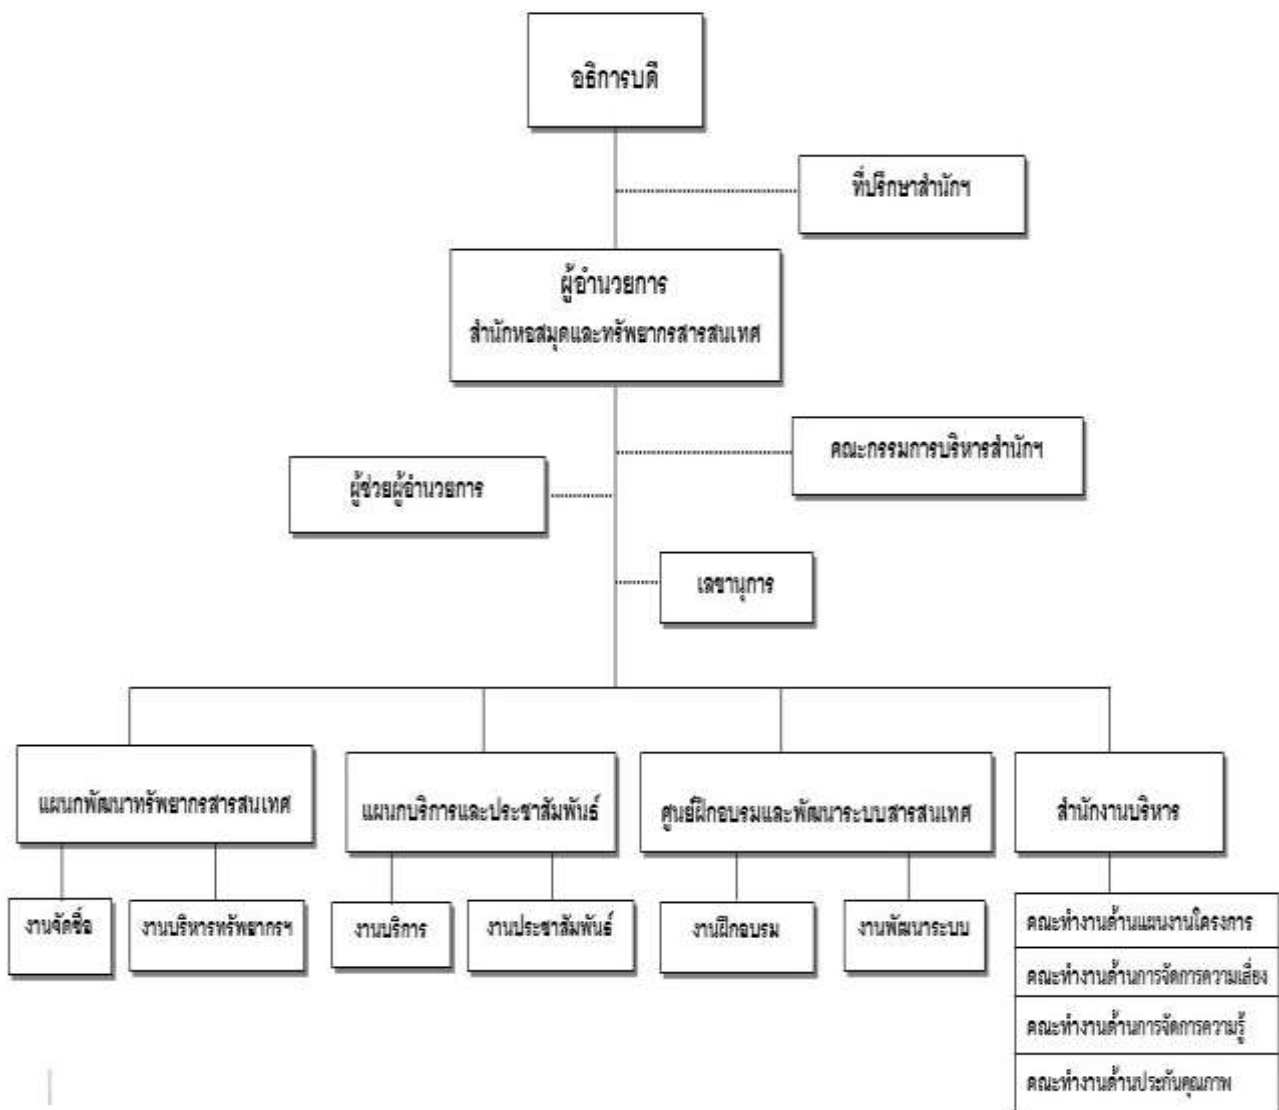 อธิการบดี
ที่ปรึกษาสำนักฯ
ผู้อำนวยการ
สำนักหอสมุดและทรัพยากรสารสนเทศ
คณะกรรมการบริหารสำนักฯ
ผู้ช่วยผู้อำนวยการ
เลขานุการ
แผนกพัฒนาทรัพยากรสารสนเทศ
แผนกบริการและประชาสัมพันธ์
ศูนย์ฝึกอบรมและพัฒนาระบบสารสนเทศ
สำนักงานบริหาร
งานจัดซื้อ
งานบริหารทรัพยากรฯ
งานบริการ
งานประชาสัมพันธ์
งานฝึกอบรม
งานพัฒนาระบบ
คณะทำงานด้านแผนงานโครงการ
คณะทำงานด้านการจัดการความเสี่ยง
คณะทำงานด้านการจัดการความรู้
คณะทำงานด้านประกันคุณภาพ